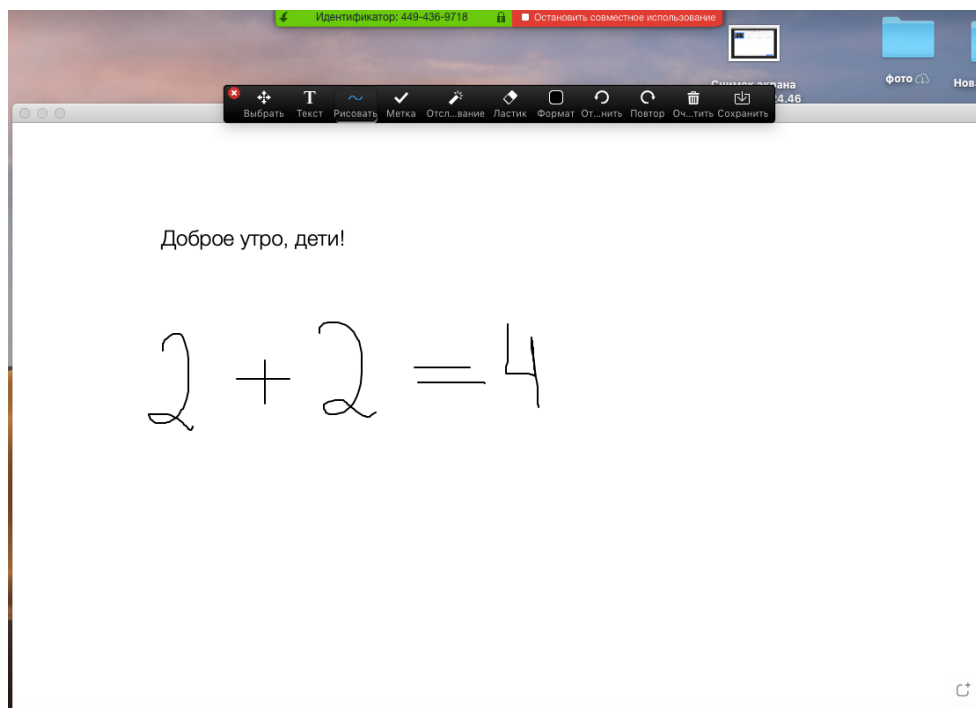 Идентификатор: 449-436-9718 Остановить совместное использование
фото
Выбрать Текст Рисовать Метка Отсл...вание Ластик Формат От...нить Повтор Оч...тить Сохранить
Доброе утро, дети!
2 + 2 = 4